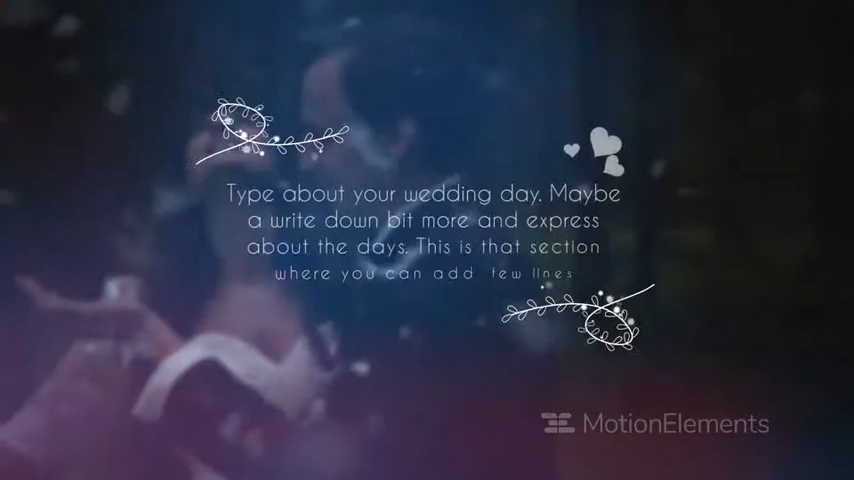 Type about your wedding day. Maybe
a write down bit more and express
about the days. This is that section
where you can add few lines
MotionElements